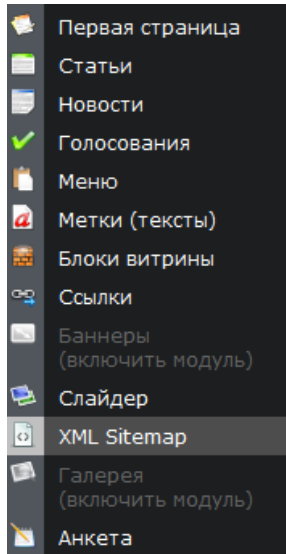 Первая страница
Статьи
Новости
Голосования
Меню
Метки (тексты)
Блоки витрины
Ссылки
Баннеры
(включить модуль)
Слайдер
XML Sitemap
Галерея
(включить модуль)
Анкета